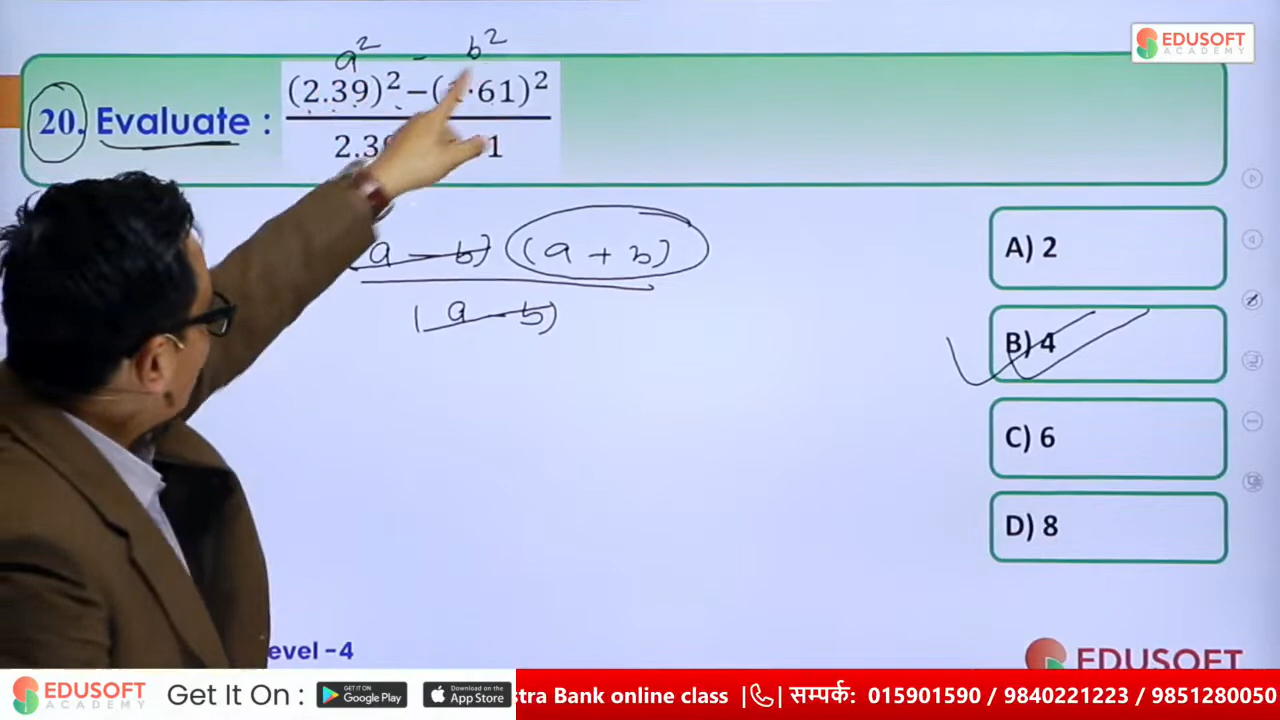 a² - b²
EDUSOFT
ACADEMY
(2.39)² − ( ·61)²
20. Evaluate :
2.3 1
a - b) (a + b)
(a - b)
A) 2
B) 4
C) 6
D) 8
evel -4
EDUSOFT
EDUSOFT
ACADEMY
Get It On :
GET IT ON
Google Play
Download on the
App Store
stra Bank online class | सम्पर्क: 015901590 / 9840221223 / 9851280050